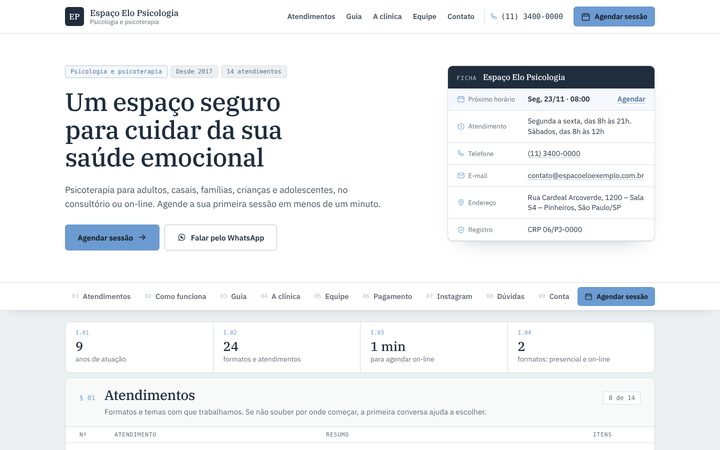 EP
Espaço Elo Psicologia
Psicologia e psicoterapia
Atendimentos Guia A clínica Equipe Contato
(11) 3400-0000
Agendar sessão
Psicologia e psicoterapia
Desde 2017
14 atendimentos
Um espaço seguro
para cuidar da sua
saúde emocional
Psicoterapia para adultos, casais, famílias, crianças e adolescentes, no
consultório ou on-line. Agende a sua primeira sessão em menos de um minuto.
Agendar sessão →
Falar pelo WhatsApp
FICHA Espaço Elo Psicologia
Próximo horário Seg, 23/11 · 08:00 Agendar
Atendimento Segunda a sexta, das 8h às 21h.
Sábados, das 8h às 12h
Telefone (11) 3400-0000
E-mail contato@espacoeloexemplo.com.br
Endereço Rua Cardeal Arcoverde, 1200 – Sala
54 – Pinheiros, São Paulo/SP
Registro CRP 06/PJ-0000
01 Atendimentos 02 Como funciona 03 Guia 04 A clínica 05 Equipe 06 Pagamento 07 Instagram 08 Dúvidas 09 Conta
Agendar sessão
I.01
9
anos de atuação
I.02
24
formatos e atendimentos
I.03
1 min
para agendar on-line
I.04
2
formatos: presencial e on-line
§ 01 Atendimentos
Formatos e temas com que trabalhamos. Se não souber por onde começar, a primeira conversa ajuda a escolher.
8 de 14
Nº ATENDIMENTO RESUMO ITENS